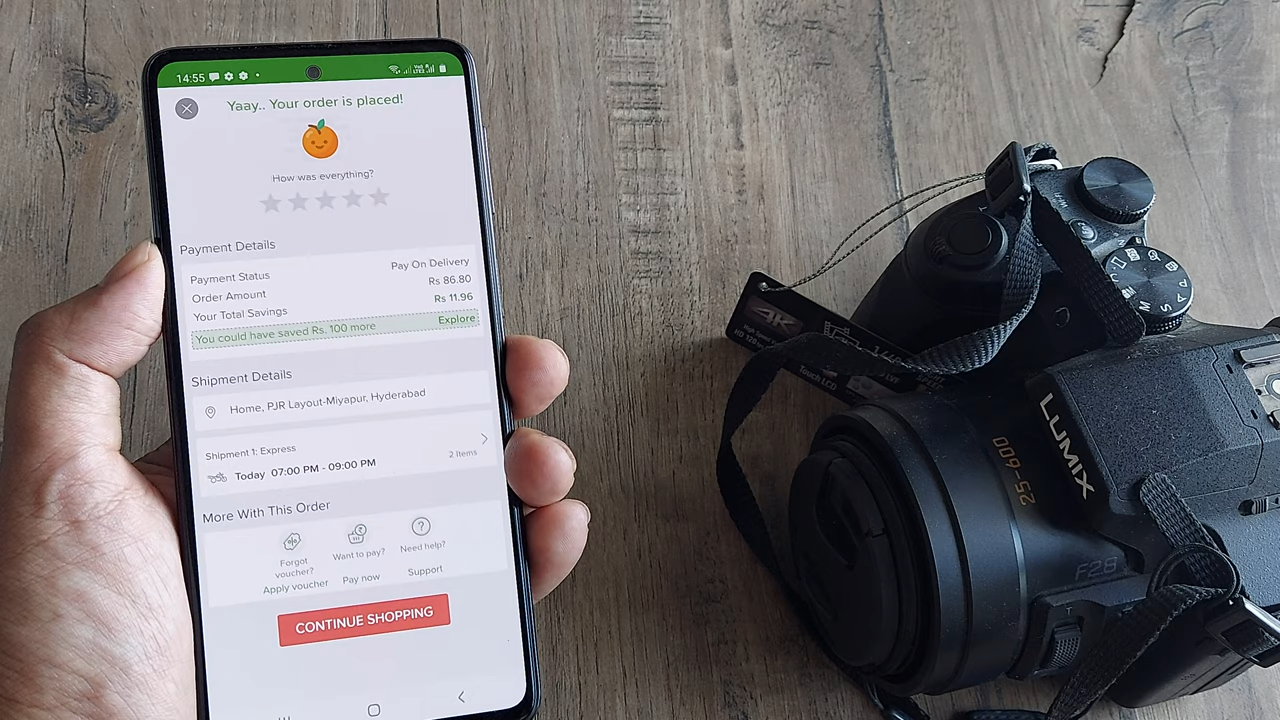 14:55
Yaay.. Your order is placed!
How was everything?
Payment Details
Payment Status Pay On Delivery
Order Amount Rs 86.80
Your Total Savings Rs 11.96
You could have saved Rs. 100 more Explore
Shipment Details
Home, PJR Layout-Miyapur, Hyderabad
Shipment 1: Express
Today 07:00 PM - 09:00 PM 2 Items
More With This Order
Forgot voucher?
Apply voucher
Want to pay?
Pay now
Need help?
Support
CONTINUE SHOPPING
4K
Touch LCD
LUMIX
25-600
F2.8
M S A P